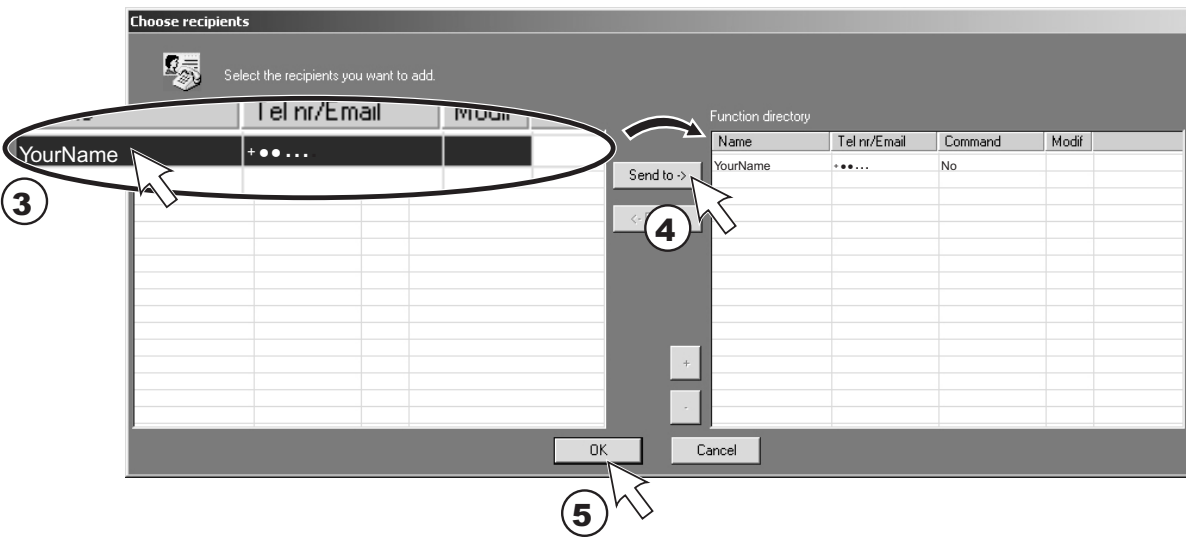 Choose recipients
Select the recipients you want to add.
Tel nr/Email
YourName +●●...
3
Send to ->
<-
4
Function directory
Name Tel nr/Email Command Modif
YourName +●●... No
+
-
OK Cancel
5